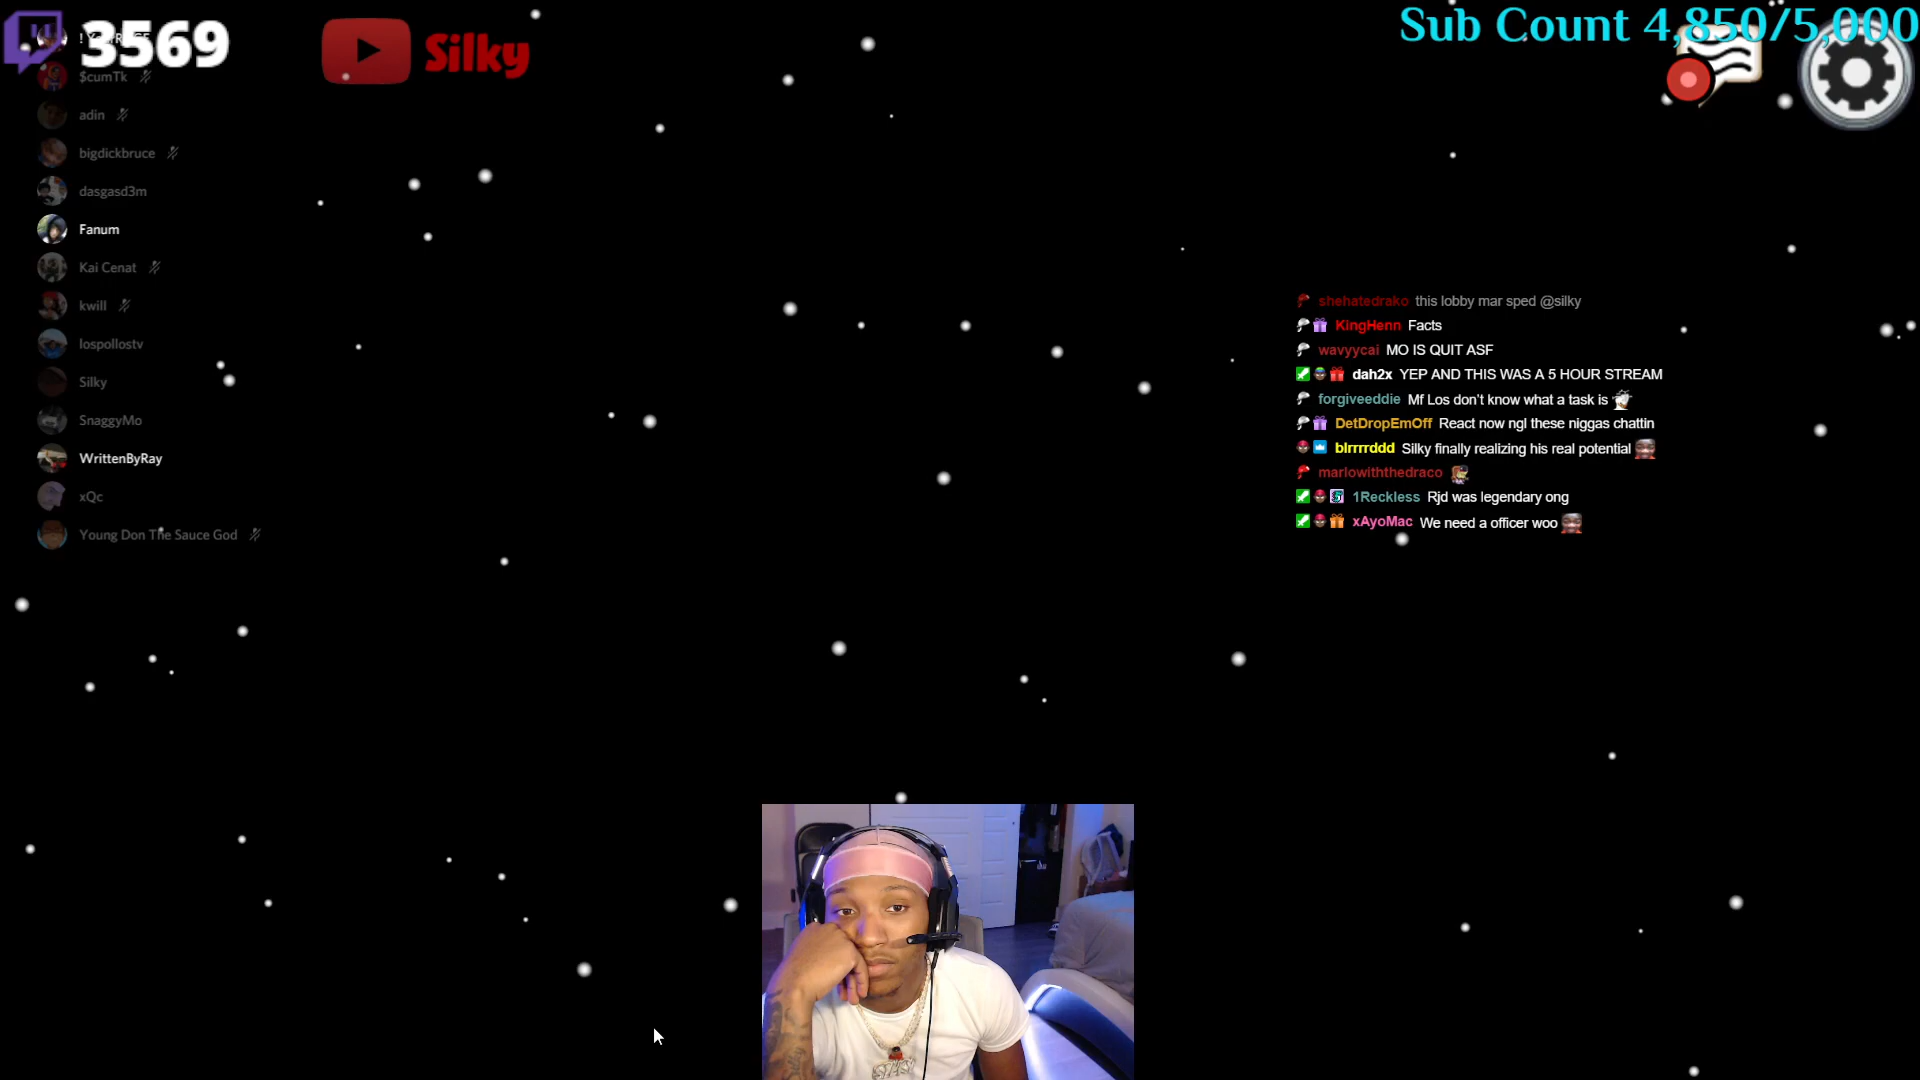 3569
Silky
Sub Count 4,850/5,000
$cumTk
adin
bigdickbruce
dasgasd3m
Fanum
Kai Cenat
kwill
lospollostv
Silky
SnaggyMo
WrittenByRay
xQc
Young Don The Sauce God
shehatedrako this lobby mar sped @silky
KingHenn Facts
wavyycai MO IS QUIT ASF
dah2x YEP AND THIS WAS A 5 HOUR STREAM
forgiveeddie Mf Los don't know what a task is
DetDropEmOff React now ngl these niggas chattin
blrrrrddd Silky finally realizing his real potential
marlowiththedraco
1Reckless Rjd was legendary ong
xAyoMac We need a officer woo